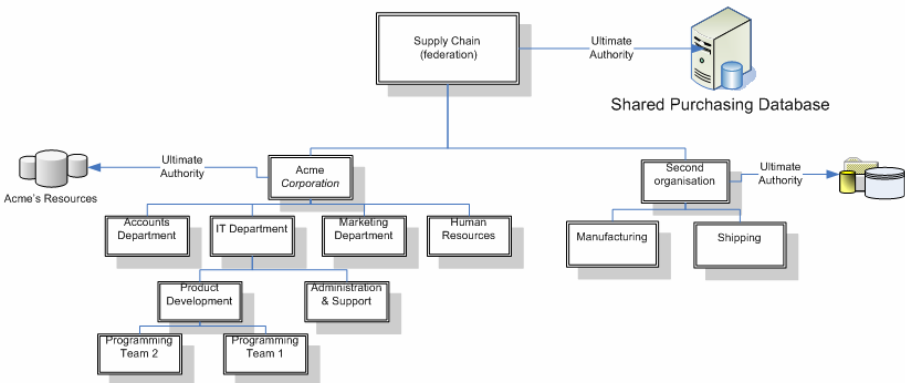 Supply Chain
(federation)
Ultimate
Authority
Shared Purchasing Database
Ultimate
Authority
Acme's Resources
Acme
Corporation
Second
organisation
Ultimate
Authority
Accounts
Department
IT Department
Marketing
Department
Human
Resources
Manufacturing
Shipping
Product
Development
Administration
& Support
Programming
Team 2
Programming
Team 1